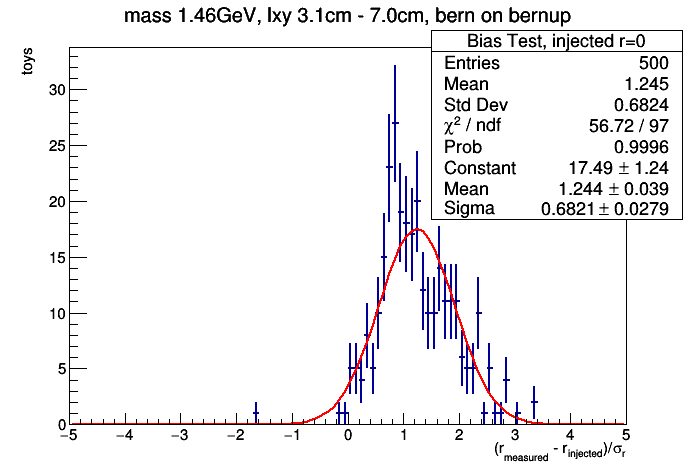 mass 1.46GeV, lxy 3.1cm - 7.0cm, bern on bernup
Bias Test, injected r=0
Entries 500
Mean 1.245
Std Dev 0.6824
χ² / ndf 56.72 / 97
Prob 0.9996
Constant 17.49 ± 1.24
Mean 1.244 ± 0.039
Sigma 0.6821 ± 0.0279
toys
30
25
20
15
10
5
0
−5 −4 −3 −2 −1 0 1 2 3 4 5
(r_measured - r_injected)/σ_r